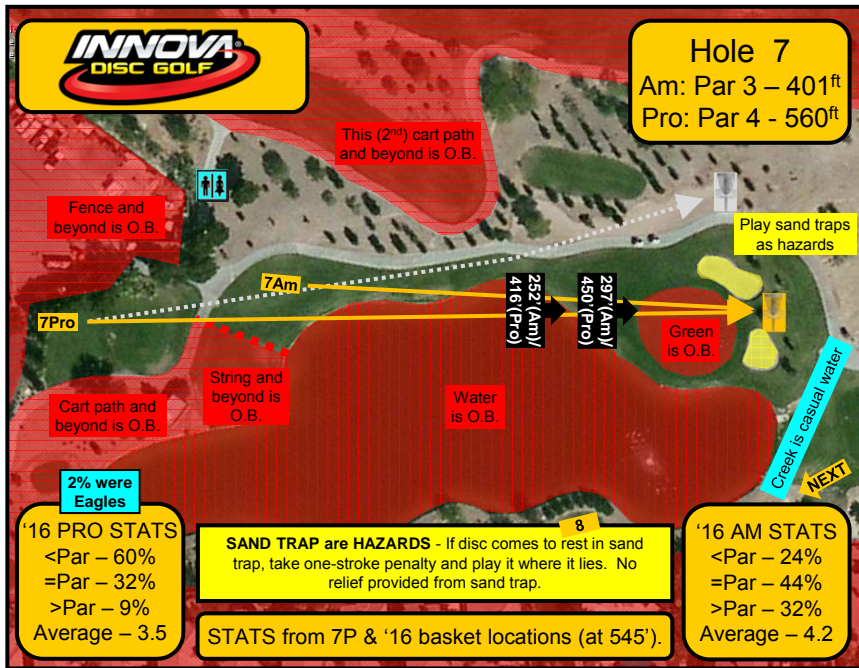 INNOVA®
DISC GOLF
Hole 7
Am: Par 3 – 401ft
Pro: Par 4 - 560ft
This (2nd) cart path
and beyond is O.B.
Fence and
beyond is O.B.
Play sand traps
as hazards
7Am
7Pro
252'(Am)/
416'(Pro)
297'(Am)/
450'(Pro)
Green
is O.B.
String and
beyond is
O.B.
Water
is O.B.
Cart path and
beyond is O.B.
Creek is casual water
NEXT
2% were
Eagles
'16 PRO STATS
<Par – 60%
=Par – 32%
>Par – 9%
Average – 3.5
8
SAND TRAP are HAZARDS - If disc comes to rest in sand
trap, take one-stroke penalty and play it where it lies. No
relief provided from sand trap.
STATS from 7P & '16 basket locations (at 545').
'16 AM STATS
<Par – 24%
=Par – 44%
>Par – 32%
Average – 4.2